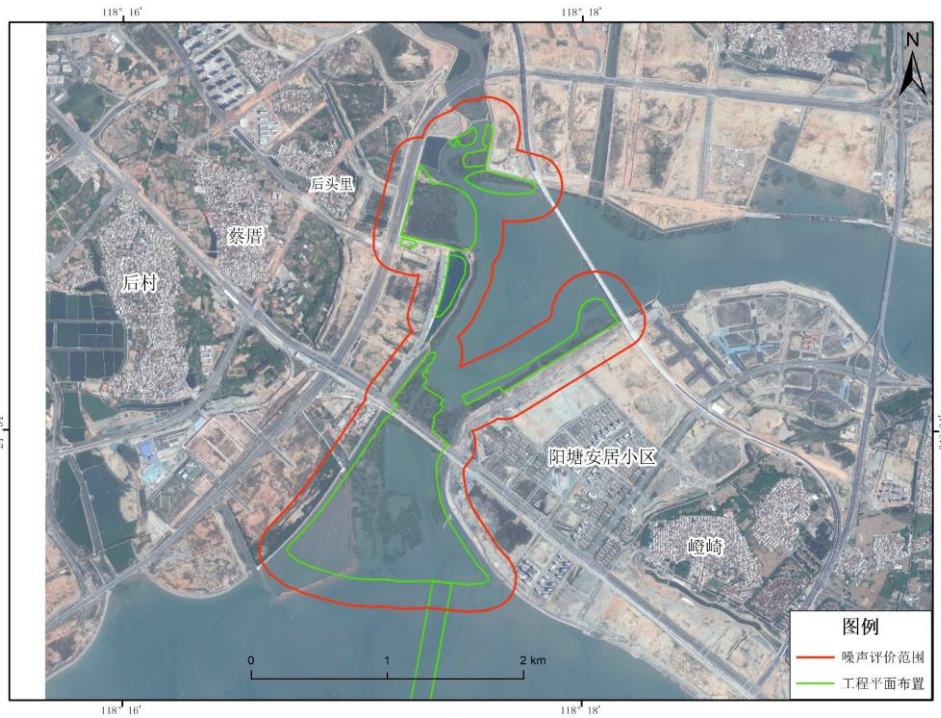 118° 16′
118° 18′
N
后头里
蔡厝
后村
阳塘安居小区
嶝崎
图例
噪声评价范围
工程平面布置
0 1 2 km
118° 16′
118° 18′